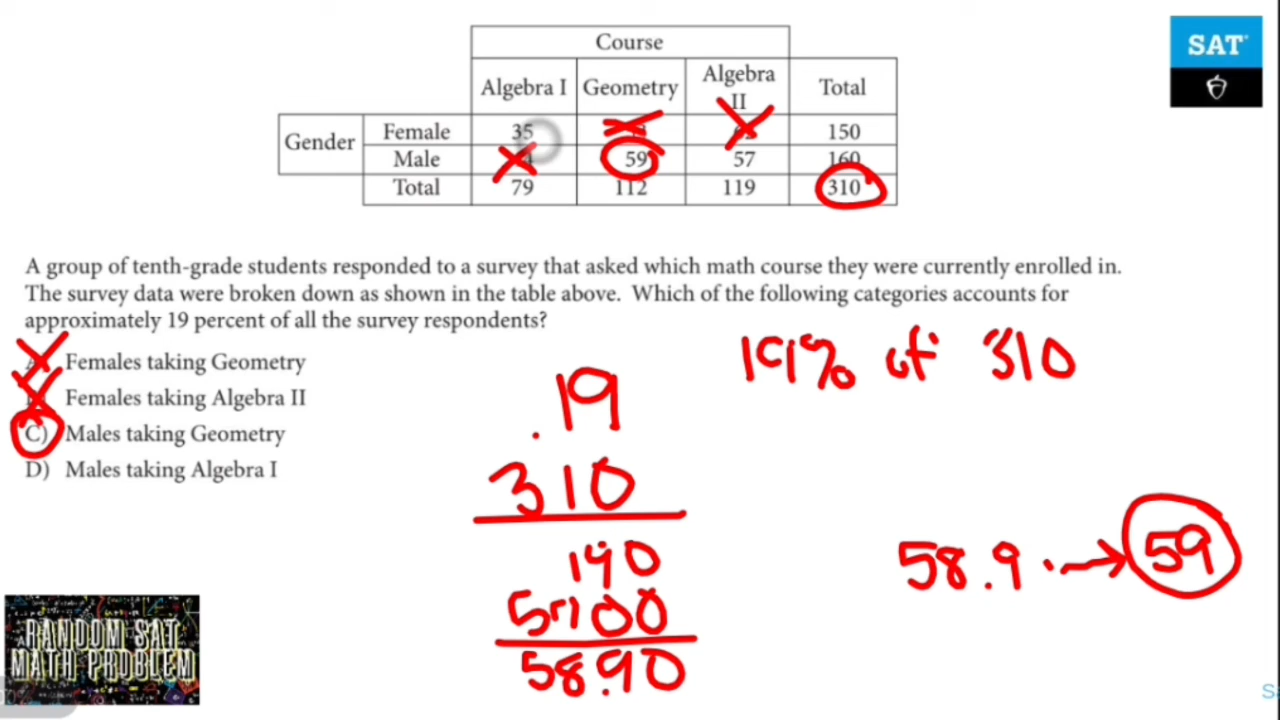 Course
SAT
Algebra I Geometry Algebra II Total
Gender Female 35 150
Male 59 57 160
Total 79 112 119 310
A group of tenth-grade students responded to a survey that asked which math course they were currently enrolled in.
The survey data were broken down as shown in the table above. Which of the following categories accounts for
approximately 19 percent of all the survey respondents?
Females taking Geometry
Females taking Algebra II
C) Males taking Geometry
D) Males taking Algebra I
19% of 310
.19
310
190
5700
58.90
58.9 → 59
RANDOM SAT
MATH PROBLEM